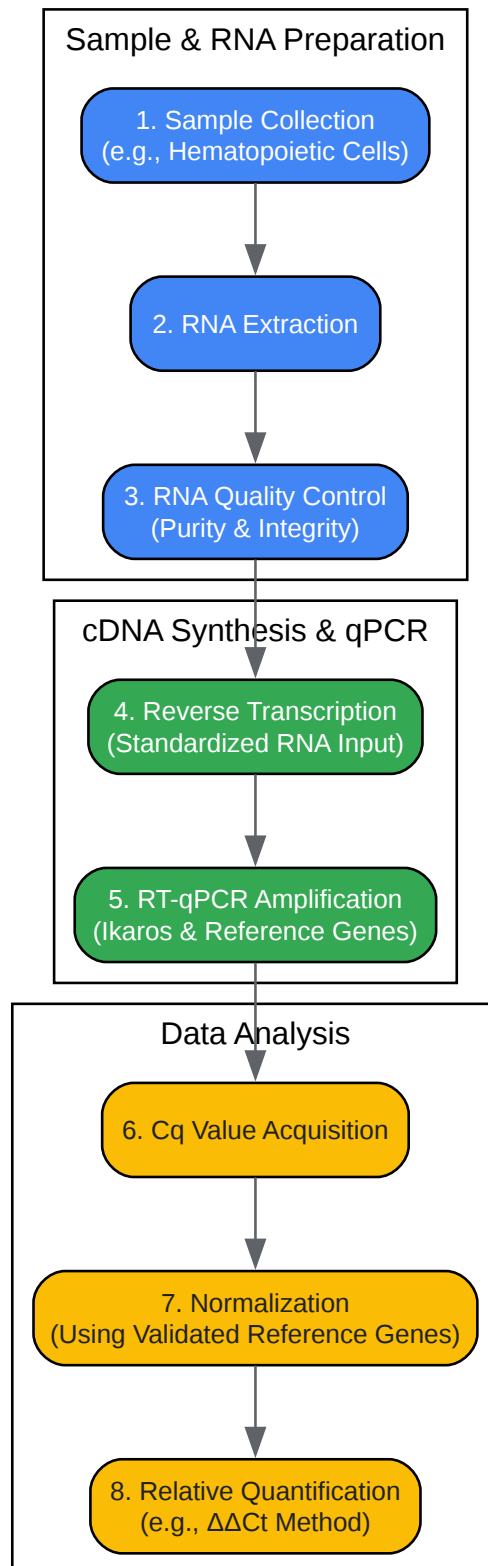 Sample & RNA Preparation
1. Sample Collection
(e.g., Hematopoietic Cells)
2. RNA Extraction
3. RNA Quality Control
(Purity & Integrity)
cDNA Synthesis & qPCR
4. Reverse Transcription
(Standardized RNA Input)
5. RT-qPCR Amplification
(Ikaros & Reference Genes)
Data Analysis
6. Cq Value Acquisition
7. Normalization
(Using Validated Reference Genes)
8. Relative Quantification
(e.g., ΔΔCt Method)